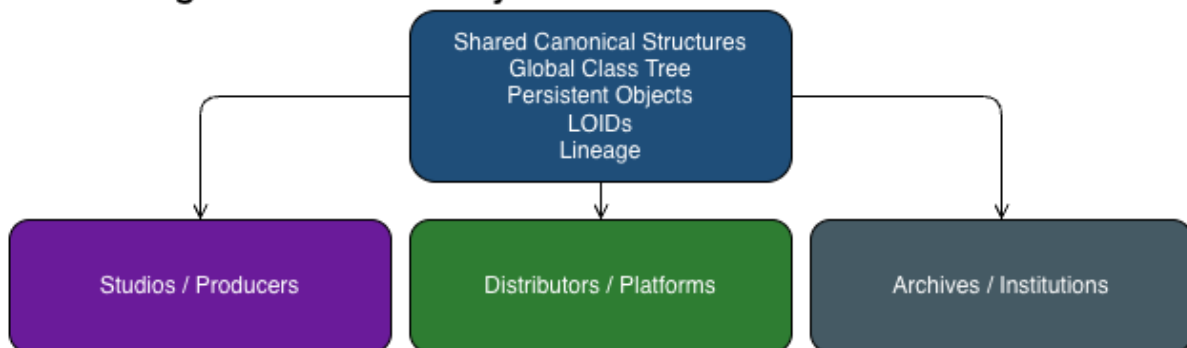 Shared Canonical Structures
Global Class Tree
Persistent Objects
LOIDs
Lineage
Studios / Producers
Distributors / Platforms
Archives / Institutions